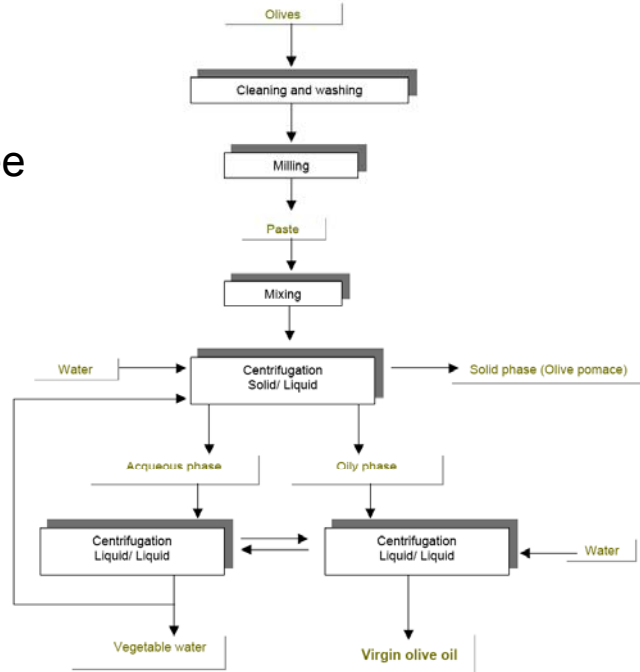 Olives
Cleaning and washing
e
Milling
Paste
Mixing
Water
Centrifugation
Solid/ Liquid
Solid phase (Olive pomace)
Acqueous phase
Oily phase
Centrifugation
Liquid/ Liquid
Centrifugation
Liquid/ Liquid
Water
Vegetable water
Virgin olive oil